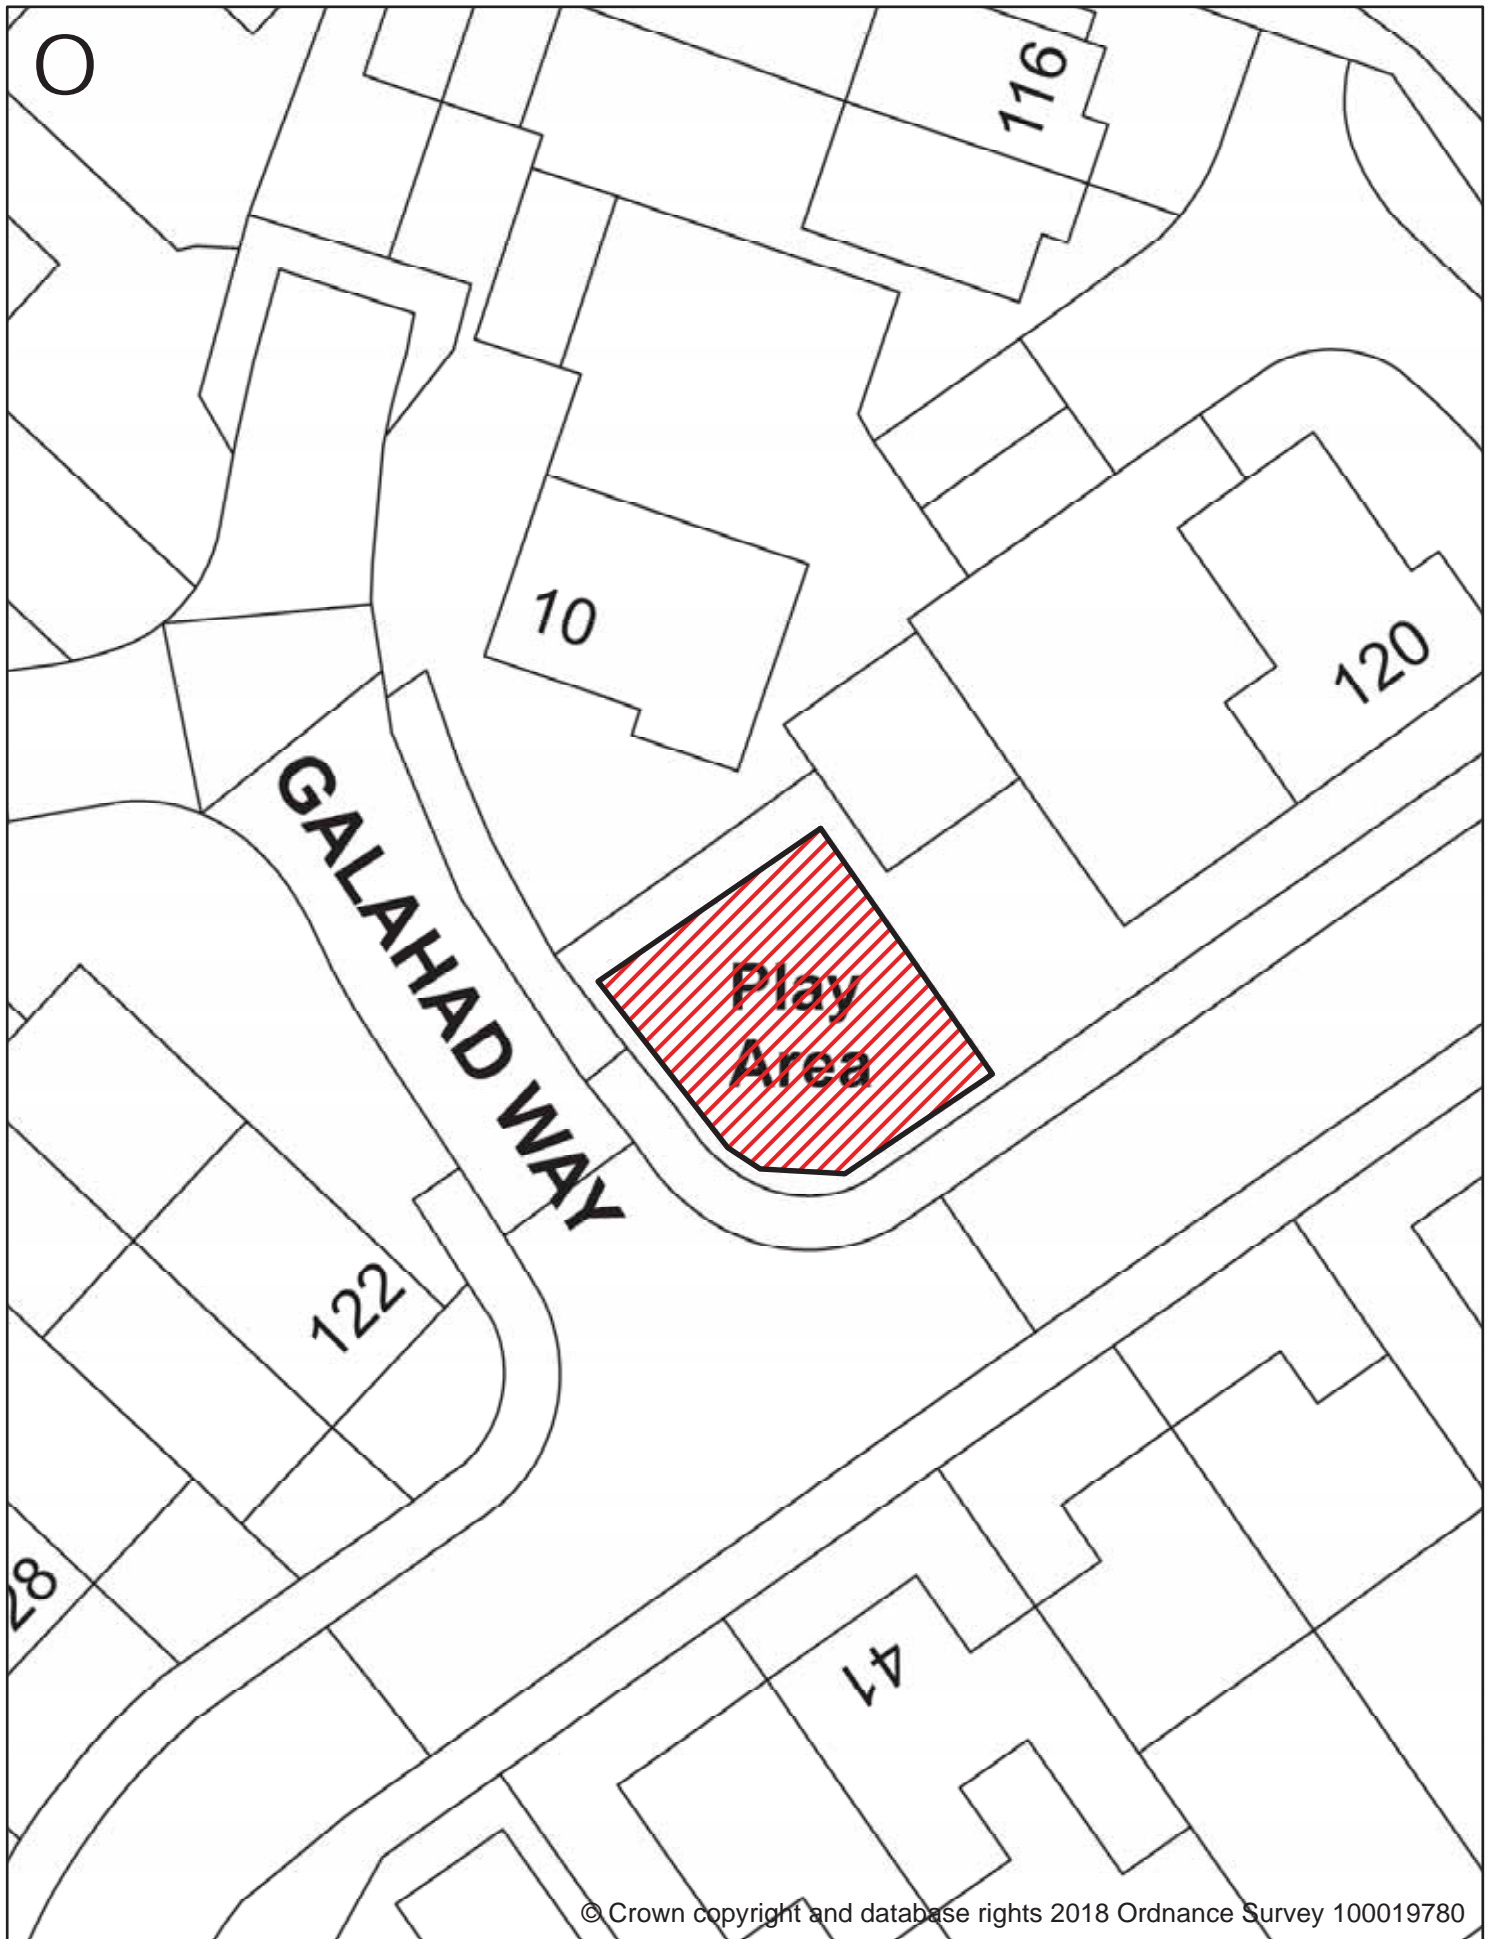 O
116
10
120
GALAHAD WAY
Play
Area
122
28
41
© Crown copyright and database rights 2018 Ordnance Survey 100019780